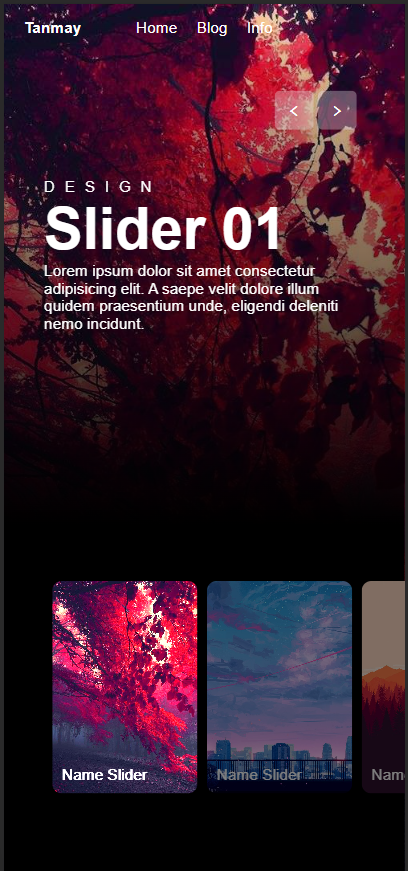 Tanmay Home Blog Info
< >
DESIGN
Slider 01
Lorem ipsum dolor sit amet consectetur
adipisicing elit. A saepe velit dolore illum
quidem praesentium unde, eligendi deleniti
nemo incidunt.
Name Slider Name Slider Name